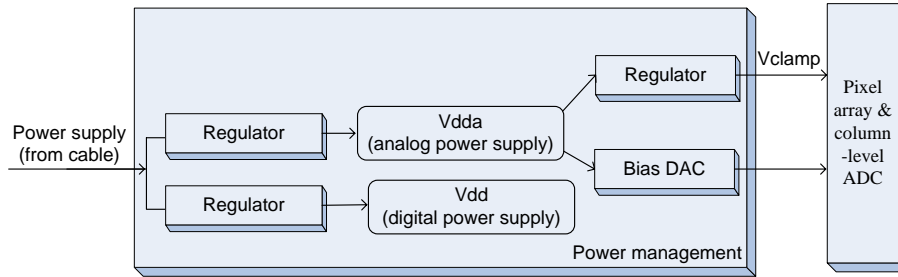 Power supply
(from cable)
Regulator
Regulator
Vdda
(analog power supply)
Vdd
(digital power supply)
Regulator
Bias DAC
Power management
Vclamp
Pixel
array &
column
-level
ADC